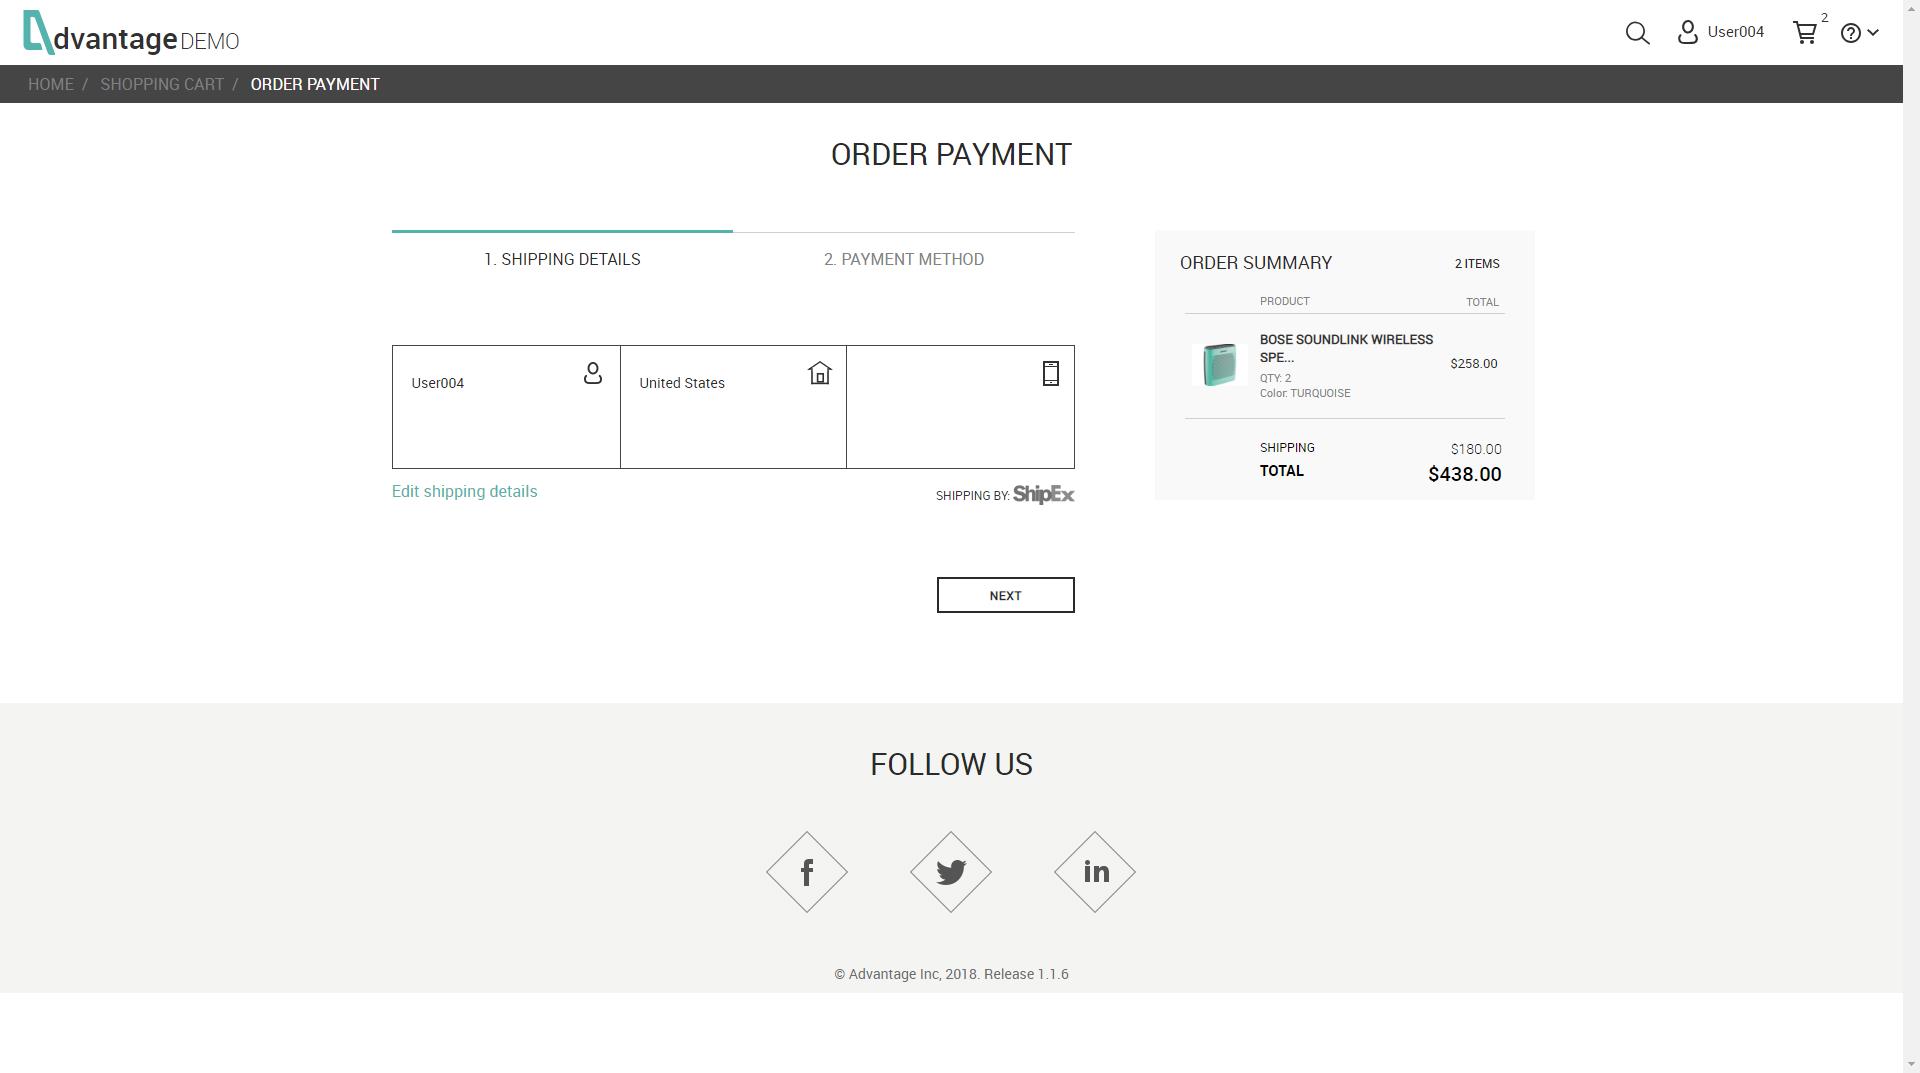 dvantage DEMO
User004
2
HOME / SHOPPING CART / ORDER PAYMENT
ORDER PAYMENT
1. SHIPPING DETAILS
2. PAYMENT METHOD
User004
United States
Edit shipping details
SHIPPING BY: ShipEx
NEXT
ORDER SUMMARY
2 ITEMS
PRODUCT
TOTAL
BOSE SOUNDLINK WIRELESS
SPE...
$258.00
QTY: 2
Color: TURQUOISE
SHIPPING
$180.00
TOTAL
$438.00
FOLLOW US
f
in
© Advantage Inc, 2018. Release 1.1.6